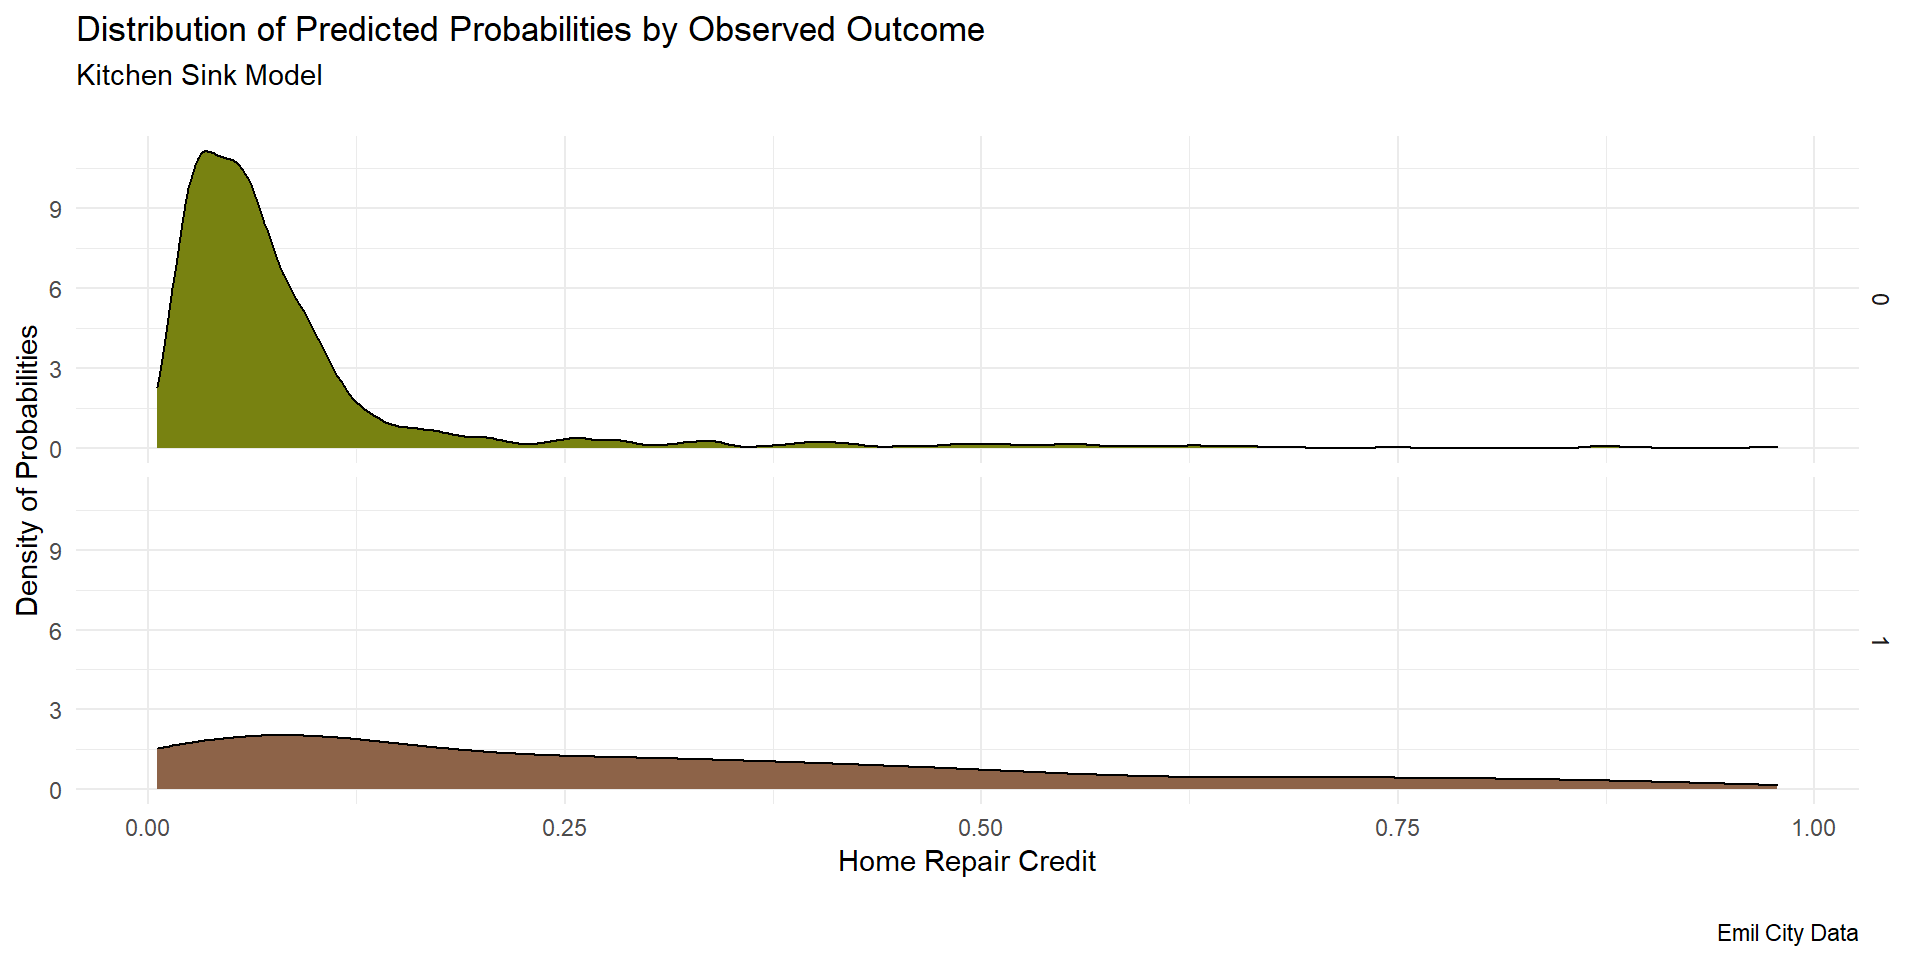 Distribution of Predicted Probabilities by Observed Outcome
Kitchen Sink Model
Density of Probabilities
9
6
3
0
0
9
6
3
0
1
0.00 0.25 0.50 0.75 1.00
Home Repair Credit
Emil City Data